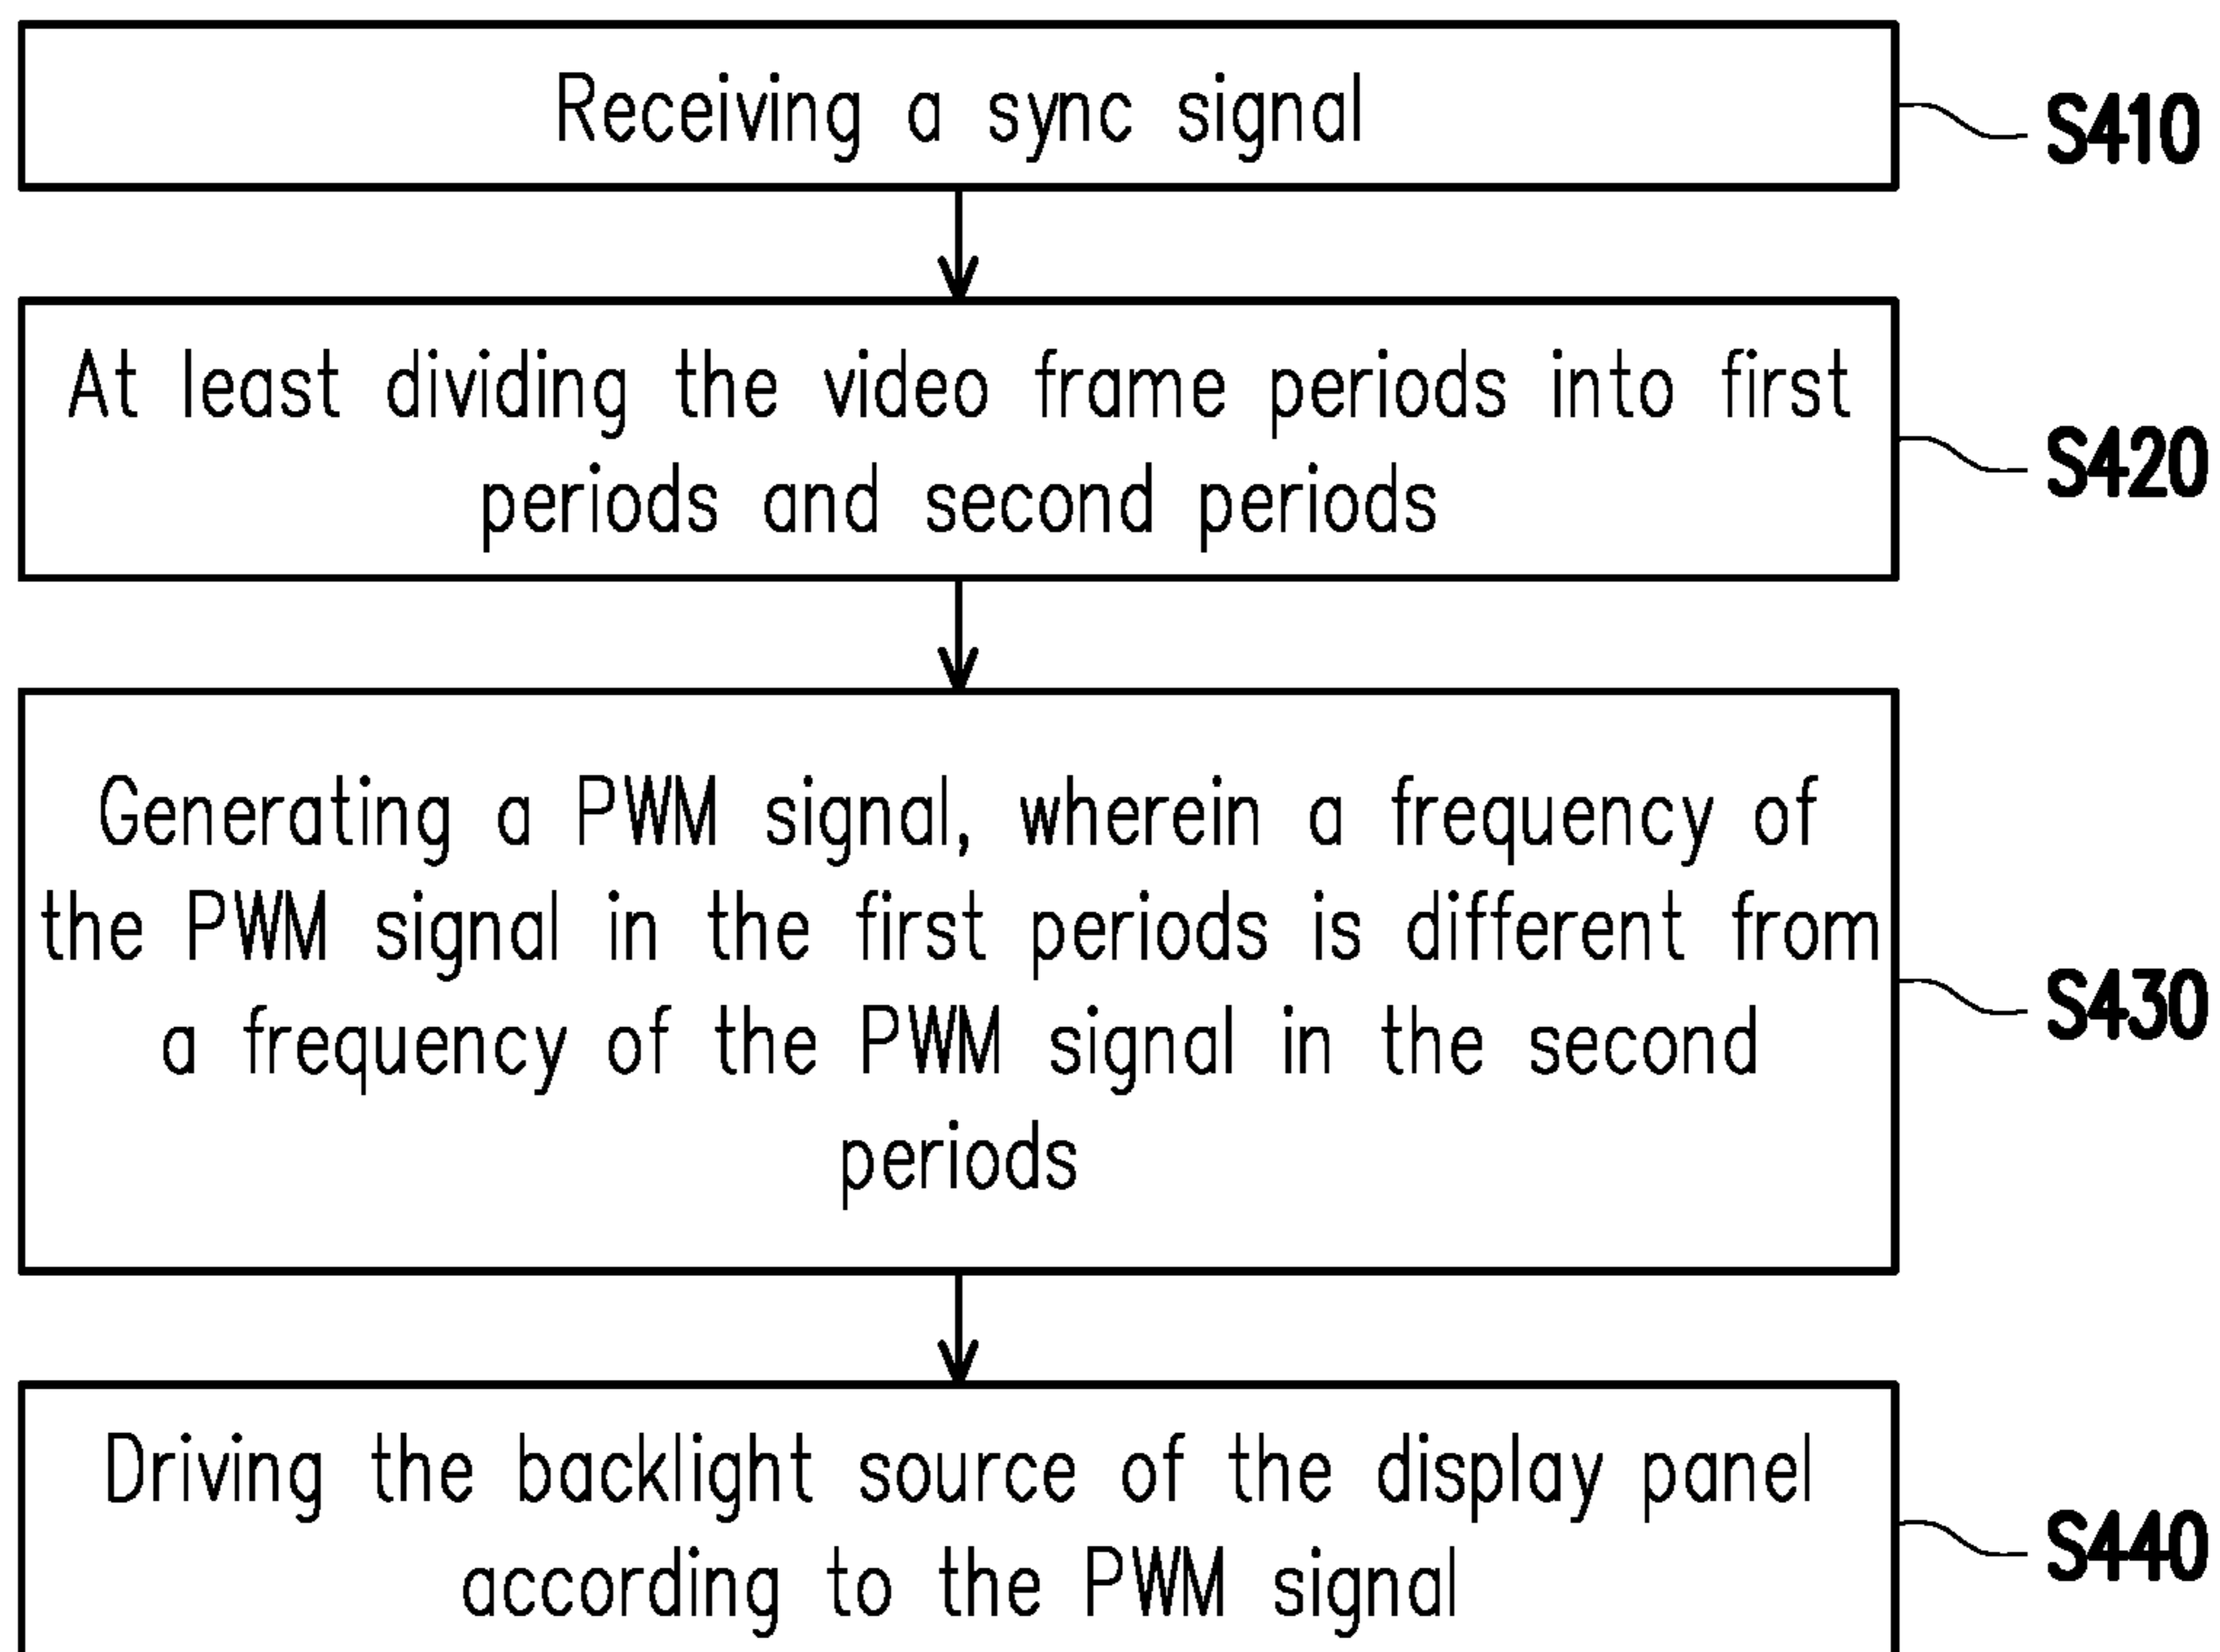 Receiving a sync signal
S410
At least dividing the video frame periods into first
periods and second periods
S420
Generating a PWM signal, wherein a frequency of
the PWM signal in the first periods is different from
a frequency of the PWM signal in the second
periods
S430
Driving the backlight source of the display panel
according to the PWM signal
S440